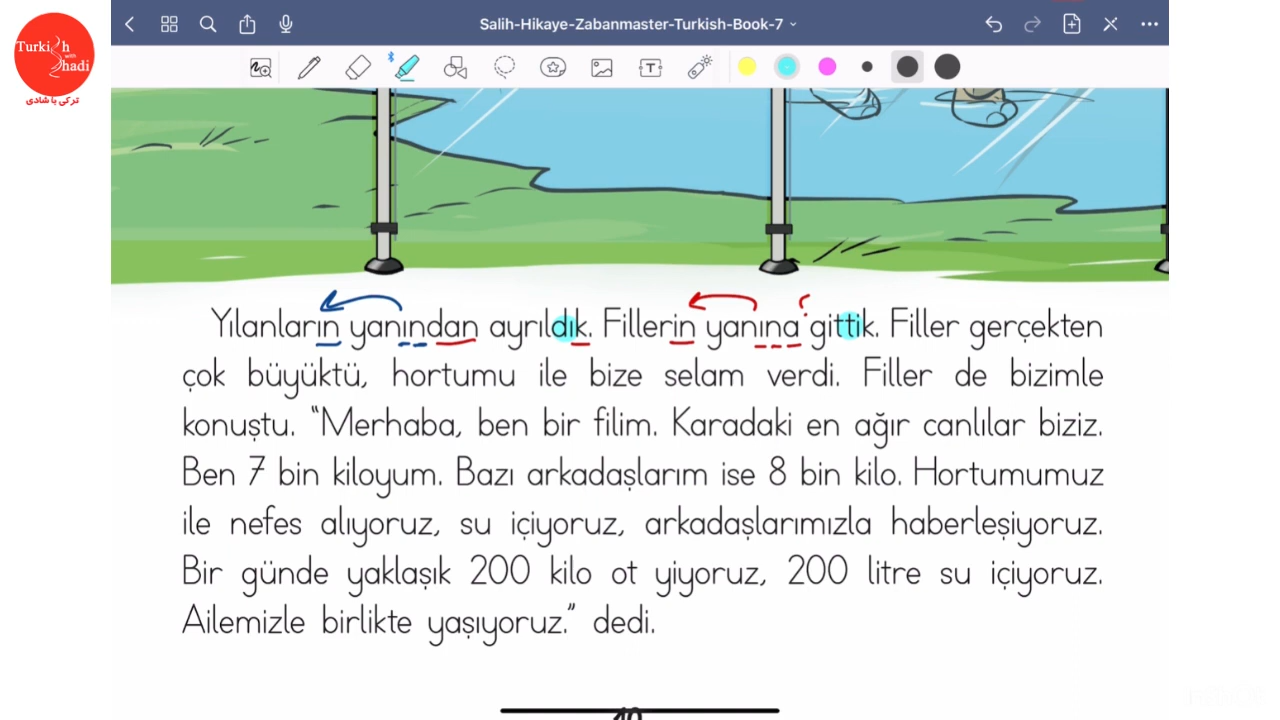 Salih-Hikaye-Zabanmaster-Turkish-Book-7
Turkish
with
Shadi
ترکی با شادی
Yılanların yanından ayrıldık. Fillerin yanına gittik. Filler gerçekten
çok büyüktü, hortumu ile bize selam verdi. Filler de bizimle
konuştu. “Merhaba, ben bir filim. Karadaki en ağır canlılar biziz.
Ben 7 bin kiloyum. Bazı arkadaşlarım ise 8 bin kilo. Hortumumuz
ile nefes alıyoruz, su içiyoruz, arkadaşlarımızla haberleşiyoruz.
Bir günde yaklaşık 200 kilo ot yiyoruz, 200 litre su içiyoruz.
Ailemizle birlikte yaşıyoruz.” dedi.